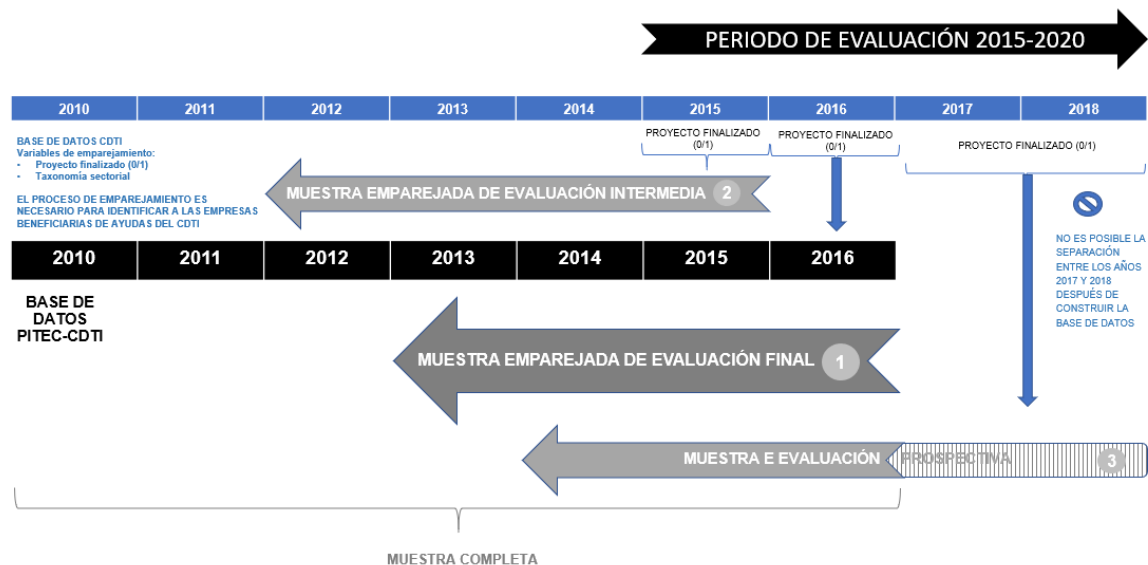 PERIODO DE EVALUACIÓN 2015-2020
2010 2011 2012 2013 2014 2015 2016 2017 2018
BASE DE DATOS CDTI
Variables de emparejamiento:
- Proyecto finalizado (0/1)
- Taxonomía sectorial
EL PROCESO DE EMPAREJAMIENTO ES
NECESARIO PARA IDENTIFICAR A LAS EMPRESAS
BENEFICIARIAS DE AYUDAS DEL CDTI
PROYECTO FINALIZADO
(0/1)
PROYECTO FINALIZADO
(0/1)
PROYECTO FINALIZADO (0/1)
MUESTRA EMPAREJADA DE EVALUACIÓN INTERMEDIA 2
NO ES POSIBLE LA
SEPARACIÓN
ENTRE LOS AÑOS
2017 Y 2018
DESPUÉS DE
CONSTRUIR LA
BASE DE DATOS
2010 2011 2012 2013 2014 2015 2016
BASE DE
DATOS
PITEC-CDTI
MUESTRA EMPAREJADA DE EVALUACIÓN FINAL 1
MUESTRA E EVALUACIÓN PROSPECTIVA 3
MUESTRA COMPLETA